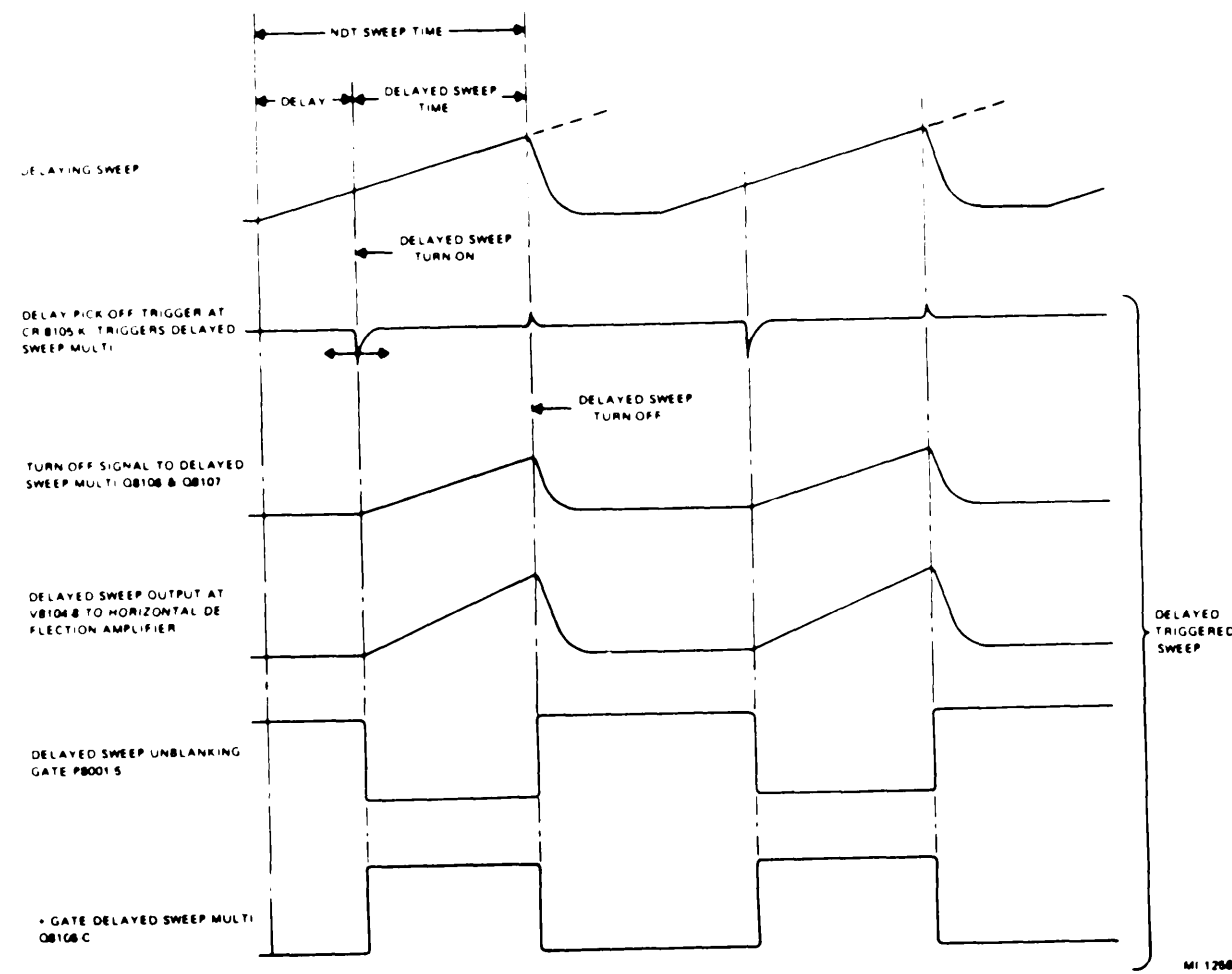 NDT SWEEP TIME
DELAY
DELAYED SWEEP
TIME
DELAYING SWEEP
DELAYED SWEEP
TURN ON
DELAY PICK OFF TRIGGER AT
CR 8105 K TRIGGERS DELAYED
SWEEP MULTI
DELAYED SWEEP
TURN OFF
TURN OFF SIGNAL TO DELAYED
SWEEP MULTI Q8106 & Q8107
DELAYED SWEEP OUTPUT AT
V8104-8 TO HORIZONTAL DE
FLECTION AMPLIFIER
DELAYED
TRIGGERED
SWEEP
DELAYED SWEEP UNBLANKING
GATE P8001 5
+ GATE DELAYED SWEEP MULTI
Q8106 C
MI